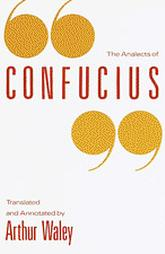 The Analects of
CONFUCIUS
Translated
and Annotated by
Arthur Waley